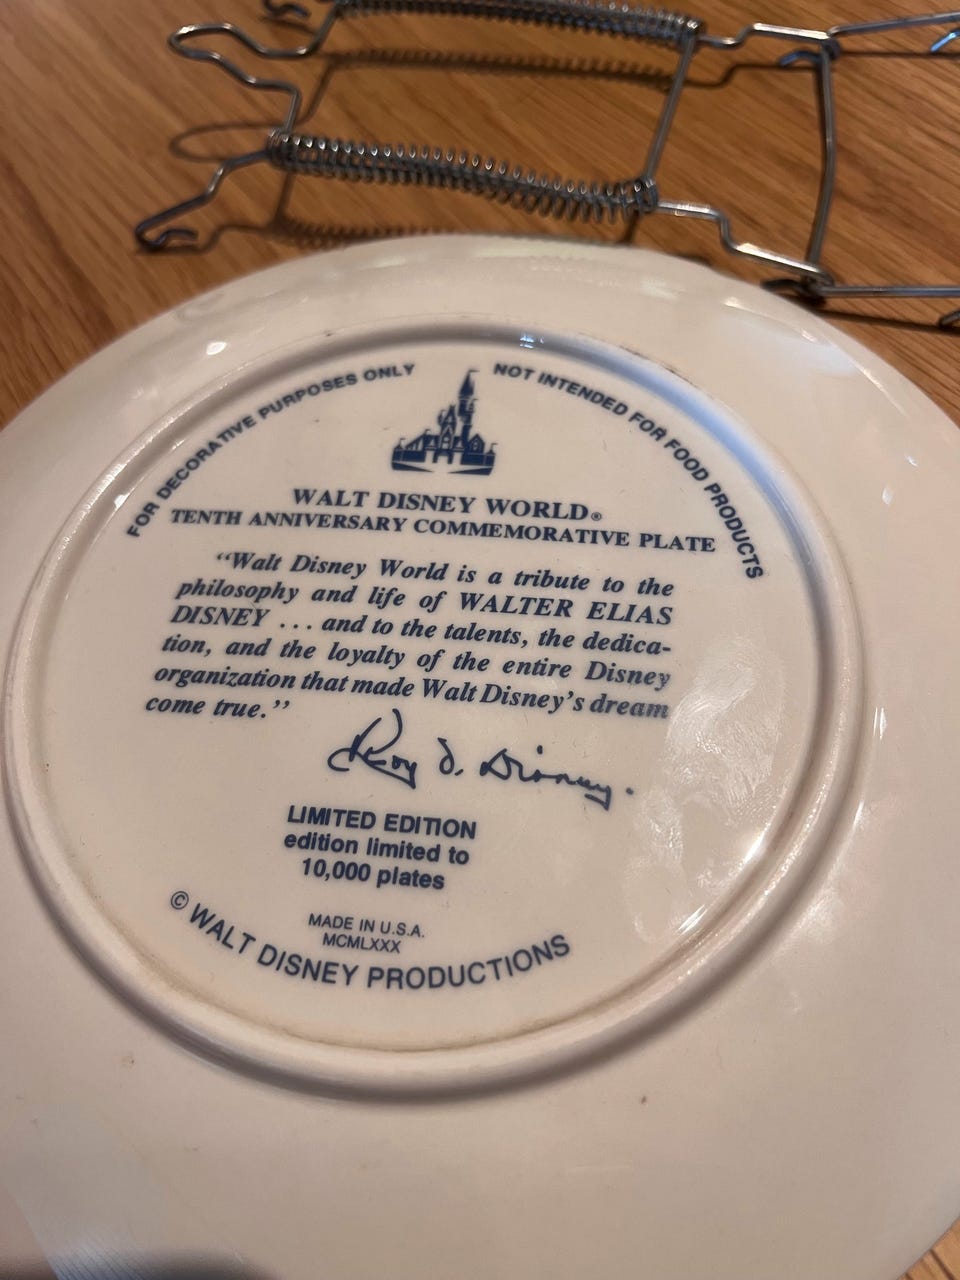 FOR DECORATIVE PURPOSES ONLY
NOT INTENDED FOR FOOD PRODUCTS
WALT DISNEY WORLD®
TENTH ANNIVERSARY COMMEMORATIVE PLATE
“Walt Disney World is a tribute to the
philosophy and life of WALTER ELIAS
DISNEY ... and to the talents, the dedica-
tion, and the loyalty of the entire Disney
organization that made Walt Disney’s dream
come true.”
Roy O. Disney.
LIMITED EDITION
edition limited to
10,000 plates
MADE IN U.S.A.
MCMLXXX
© WALT DISNEY PRODUCTIONS